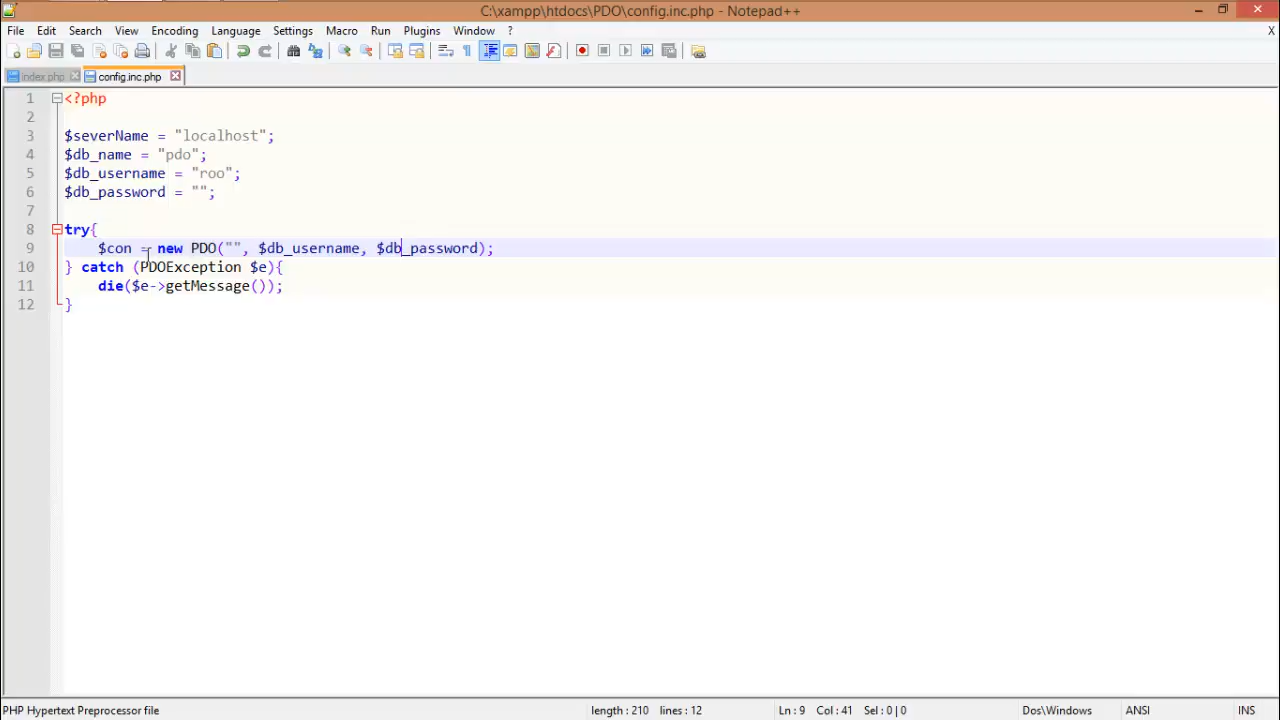 C:\xampp\htdocs\PDO\config.inc.php - Notepad++
File Edit Search View Encoding Language Settings Macro Run Plugins Window ? X
index.php config.inc.php
1 <?php
2
3 $severName = "localhost";
4 $db_name = "pdo";
5 $db_username = "roo";
6 $db_password = "";
7
8 try{
9 $con = new PDO("", $db_username, $db_password);
10 } catch (PDOException $e){
11 die($e->getMessage());
12 }
PHP Hypertext Preprocessor file length : 210 lines : 12 Ln : 9 Col : 41 Sel : 0 | 0 Dos\Windows ANSI INS